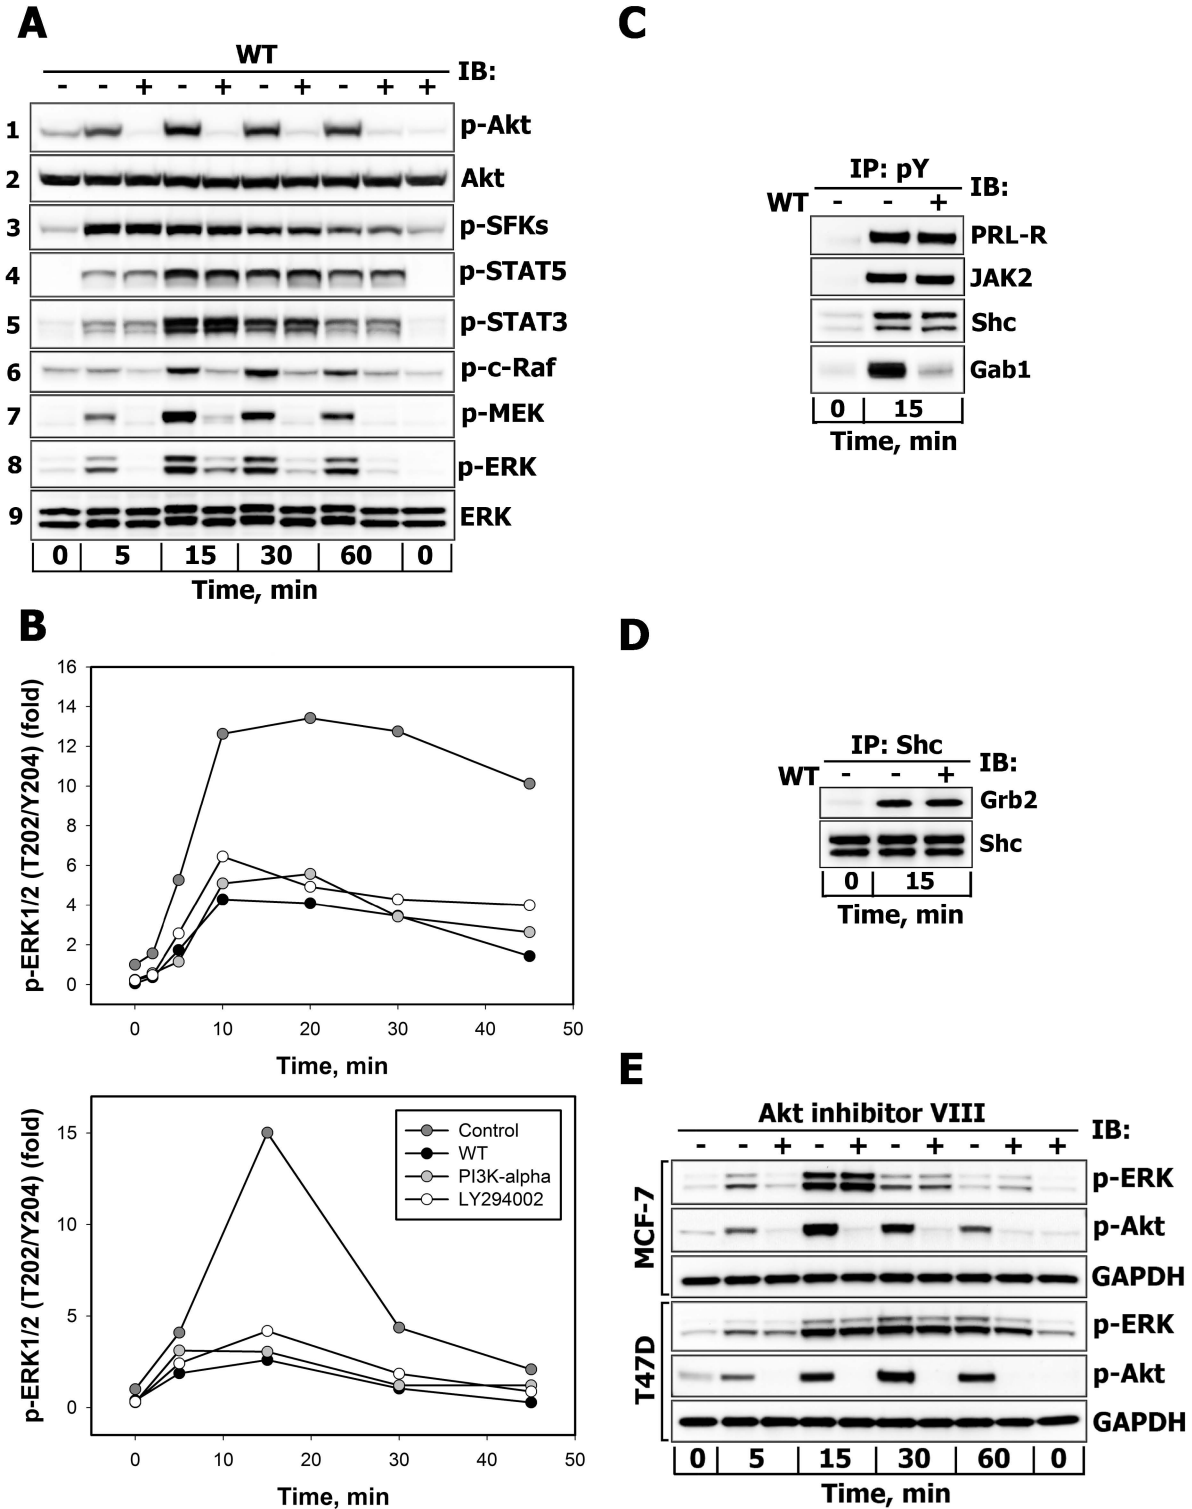 A
WT
IB:
- - + - + - + - + +
1 p-Akt
2 Akt
3 p-SFKs
4 p-STAT5
5 p-STAT3
6 p-c-Raf
7 p-MEK
8 p-ERK
9 ERK
0 5 15 30 60 0
Time, min
B
p-ERK1/2 (T202/Y204) (fold)
16
14
12
10
8
6
4
2
0
0 10 20 30 40 50
Time, min
p-ERK1/2 (T202/Y204) (fold)
15
10
5
0
Control
WT
PI3K-alpha
LY294002
0 10 20 30 40 50
Time, min
C
IP: pY
IB:
WT - - +
PRL-R
JAK2
Shc
Gab1
0 15
Time, min
D
IP: Shc
IB:
WT - - +
Grb2
Shc
0 15
Time, min
E
Akt inhibitor VIII
IB:
- - + - + - + - + +
MCF-7
p-ERK
p-Akt
GAPDH
T47D
p-ERK
p-Akt
GAPDH
0 5 15 30 60 0
Time, min